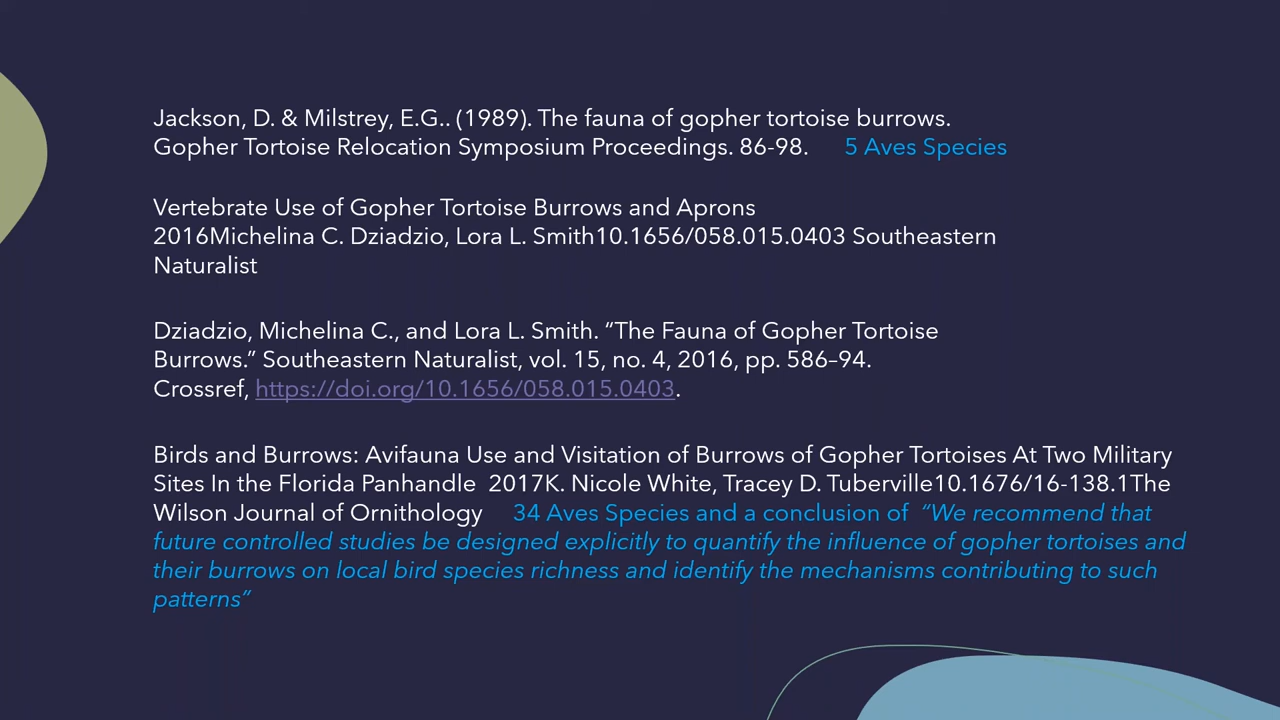 Jackson, D. & Milstrey, E.G.. (1989). The fauna of gopher tortoise burrows.
Gopher Tortoise Relocation Symposium Proceedings. 86-98. 5 Aves Species
Vertebrate Use of Gopher Tortoise Burrows and Aprons
2016Michelina C. Dziadzio, Lora L. Smith10.1656/058.015.0403 Southeastern
Naturalist
Dziadzio, Michelina C., and Lora L. Smith. “The Fauna of Gopher Tortoise
Burrows.” Southeastern Naturalist, vol. 15, no. 4, 2016, pp. 586–94.
Crossref, https://doi.org/10.1656/058.015.0403.
Birds and Burrows: Avifauna Use and Visitation of Burrows of Gopher Tortoises At Two Military
Sites In the Florida Panhandle 2017K. Nicole White, Tracey D. Tuberville10.1676/16-138.1The
Wilson Journal of Ornithology 34 Aves Species and a conclusion of “We recommend that
future controlled studies be designed explicitly to quantify the influence of gopher tortoises and
their burrows on local bird species richness and identify the mechanisms contributing to such
patterns“